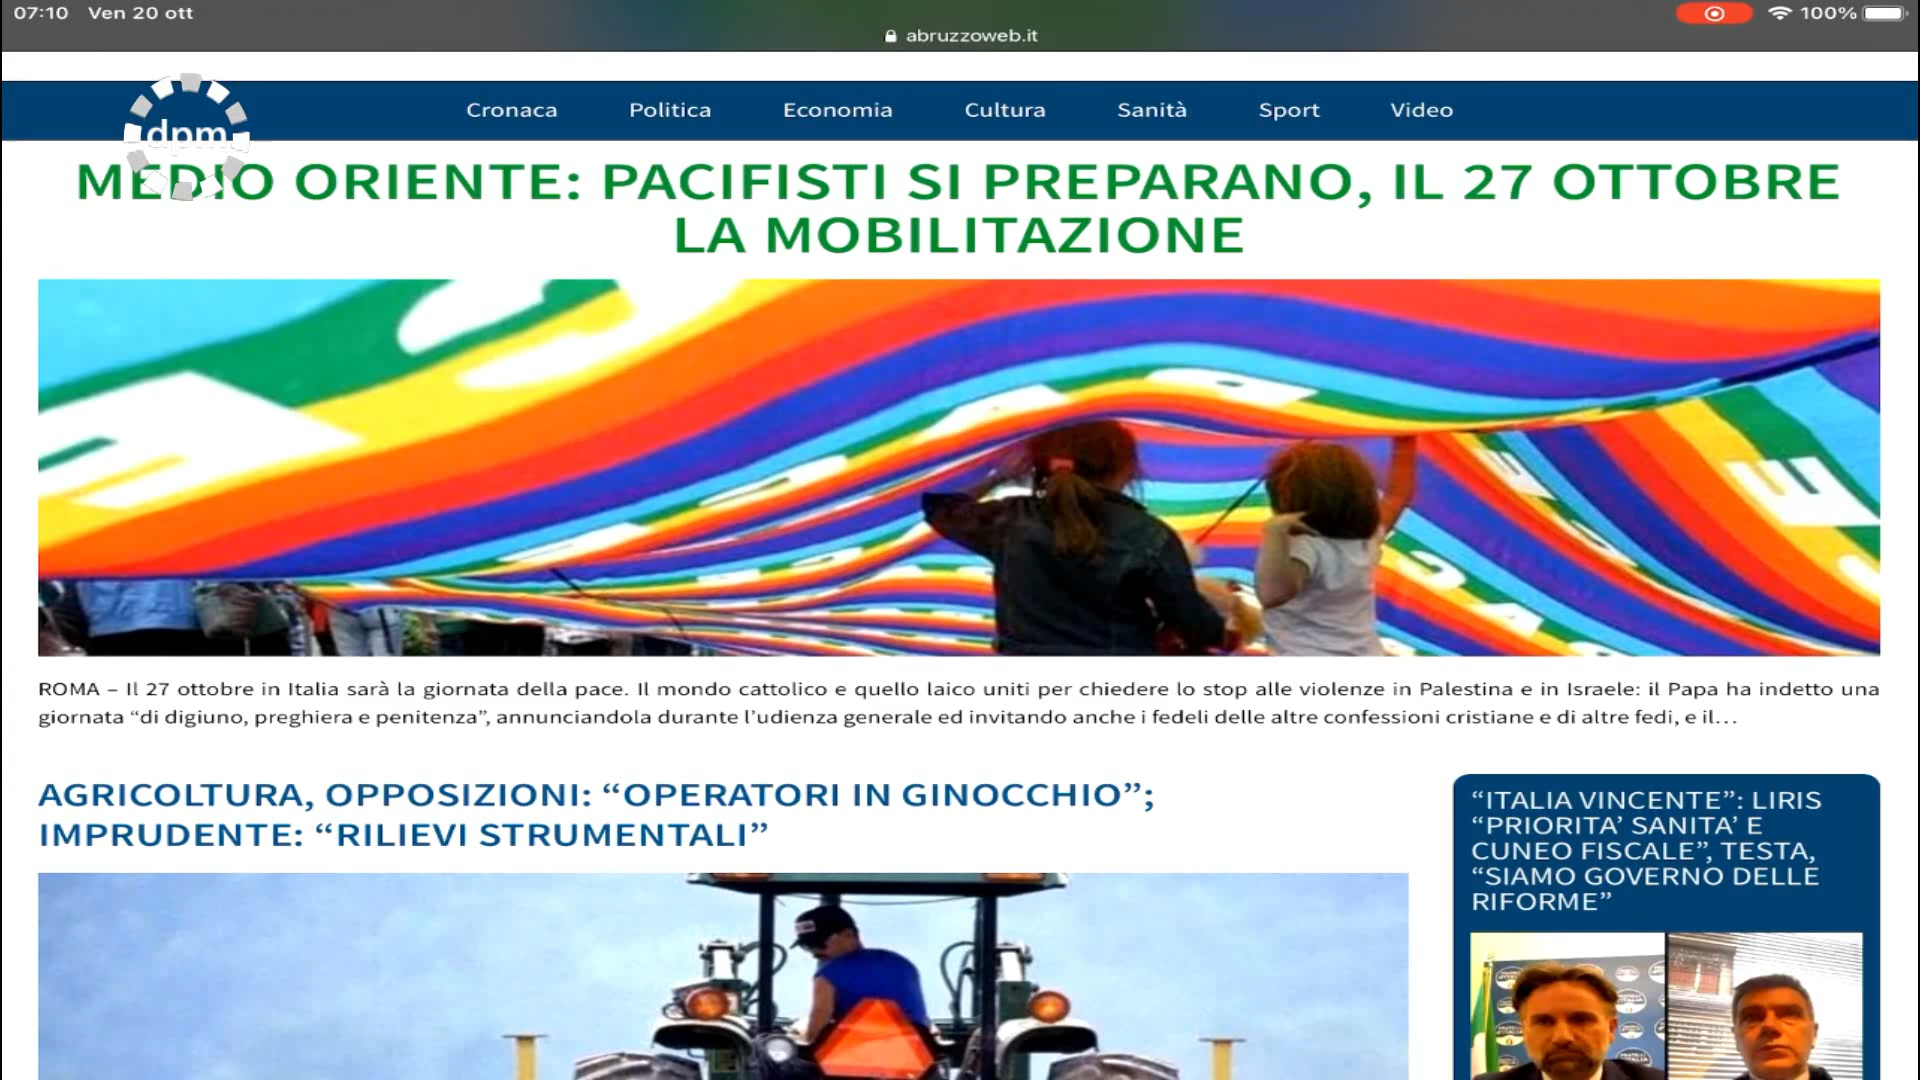 07:10 Ven 20 ott
100%
abruzzoweb.it
dpm
Cronaca Politica Economia Cultura Sanità Sport Video
MEDIO ORIENTE: PACIFISTI SI PREPARANO, IL 27 OTTOBRE
LA MOBILITAZIONE
ROMA – Il 27 ottobre in Italia sarà la giornata della pace. Il mondo cattolico e quello laico uniti per chiedere lo stop alle violenze in Palestina e in Israele: il Papa ha indetto una
giornata “di digiuno, preghiera e penitenza”, annunciandola durante l’udienza generale ed invitando anche i fedeli delle altre confessioni cristiane e di altre fedi, e il…
AGRICOLTURA, OPPOSIZIONI: “OPERATORI IN GINOCCHIO”;
IMPRUDENTE: “RILIEVI STRUMENTALI”
“ITALIA VINCENTE”: LIRIS
“PRIORITA’ SANITA’ E
CUNEO FISCALE”, TESTA,
“SIAMO GOVERNO DELLE
RIFORME”